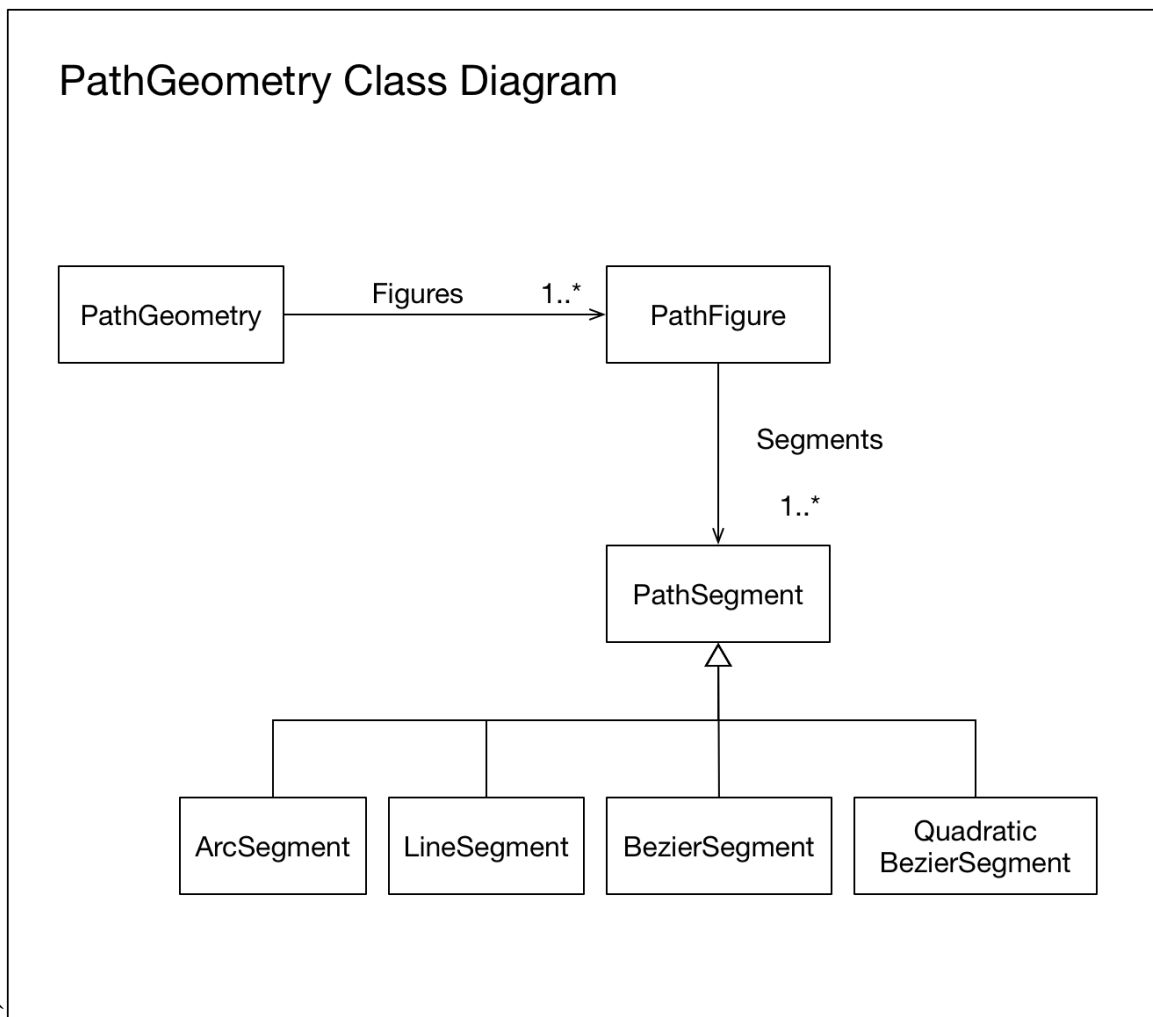 PathGeometry Class Diagram
PathGeometry
Figures
1..*
PathFigure
Segments
1..*
PathSegment
ArcSegment
LineSegment
BezierSegment
Quadratic
BezierSegment